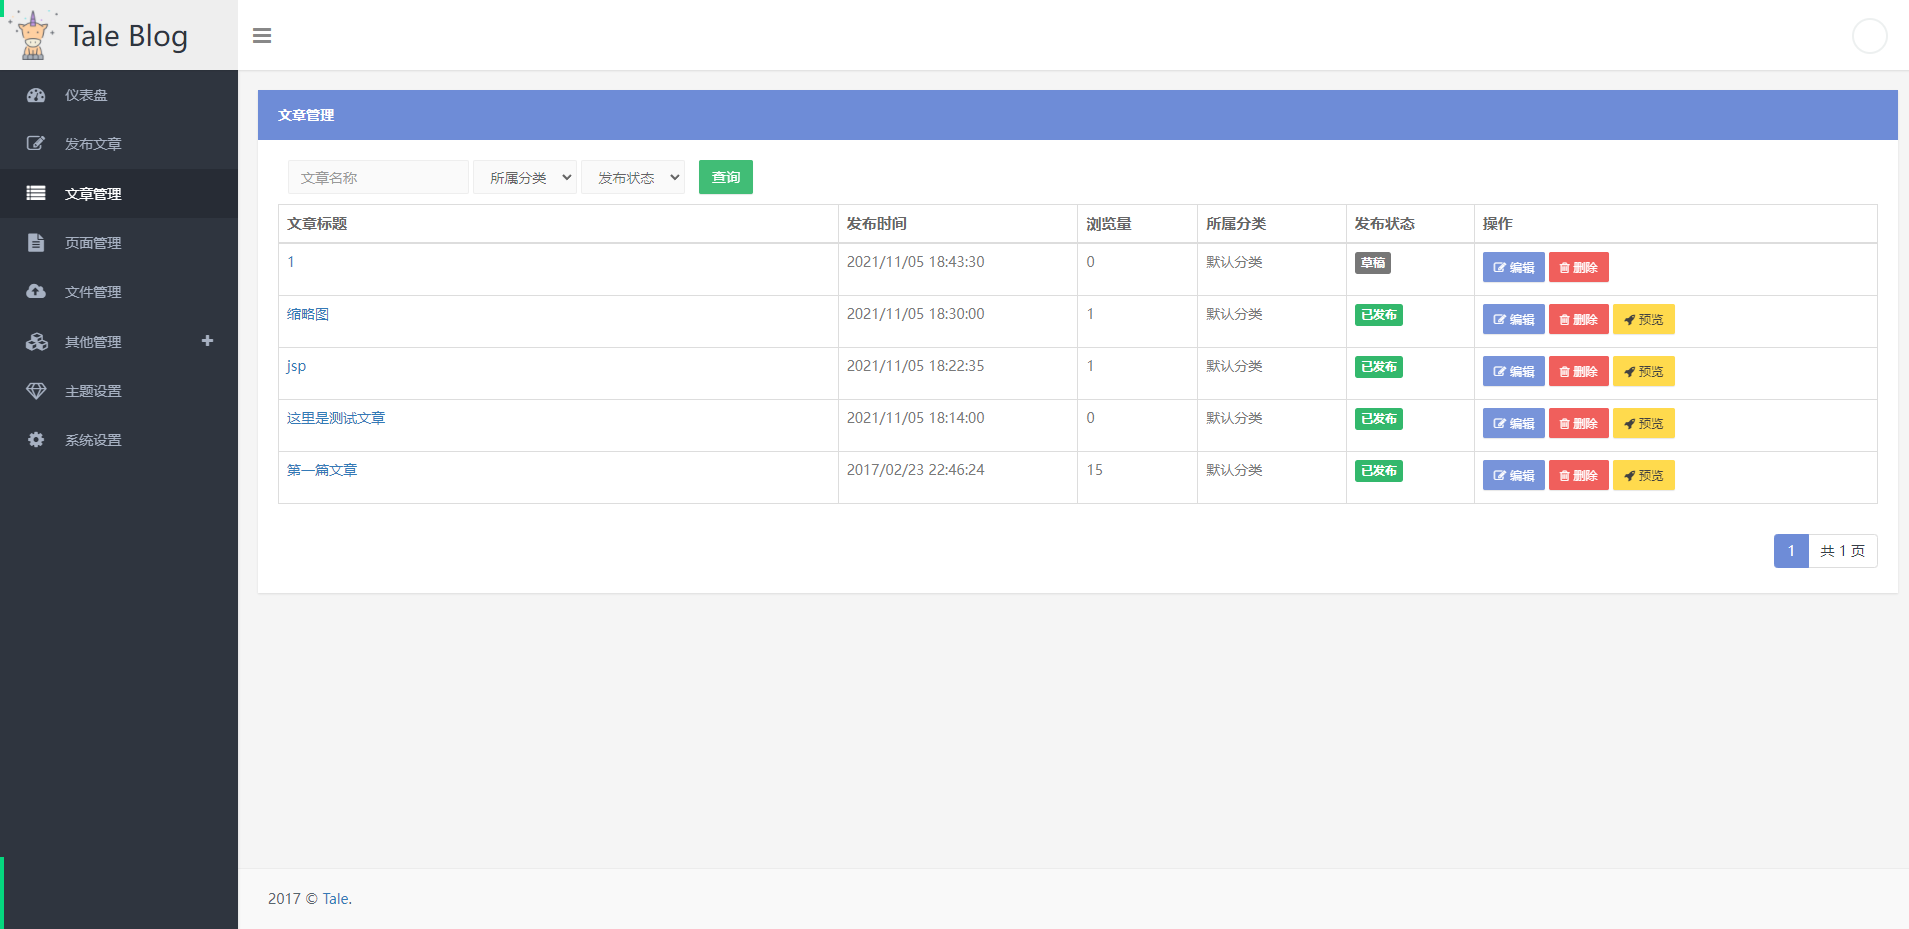 Tale Blog
仪表盘
发布文章
文章管理
页面管理
文件管理
其他管理
主题设置
系统设置
文章管理
文章名称 所属分类 发布状态 查询
文章标题 发布时间 浏览量 所属分类 发布状态 操作
1 2021/11/05 18:43:30 0 默认分类 草稿 编辑 删除
缩略图 2021/11/05 18:30:00 1 默认分类 已发布 编辑 删除 预览
jsp 2021/11/05 18:22:35 1 默认分类 已发布 编辑 删除 预览
这里是测试文章 2021/11/05 18:14:00 0 默认分类 已发布 编辑 删除 预览
第一篇文章 2017/02/23 22:46:24 15 默认分类 已发布 编辑 删除 预览
1 共 1 页
2017 © Tale.